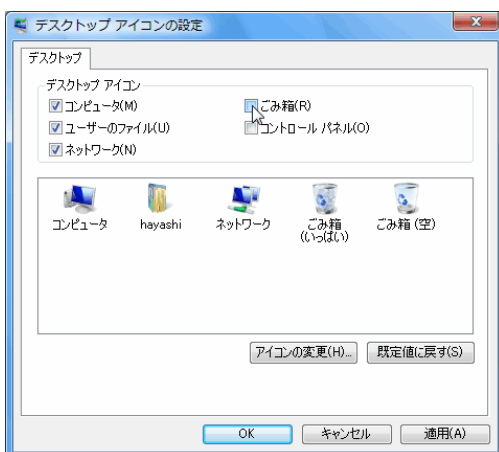 デスクトップ アイコンの設定
デスクトップ
デスクトップ アイコン
コンピュータ(M)
ごみ箱(R)
ユーザーのファイル(U)
コントロール パネル(O)
ネットワーク(N)
コンピュータ
hayashi
ネットワーク
ごみ箱
(いっぱい)
ごみ箱 (空)
アイコンの変更(H)...
既定値に戻す(S)
OK
キャンセル
適用(A)